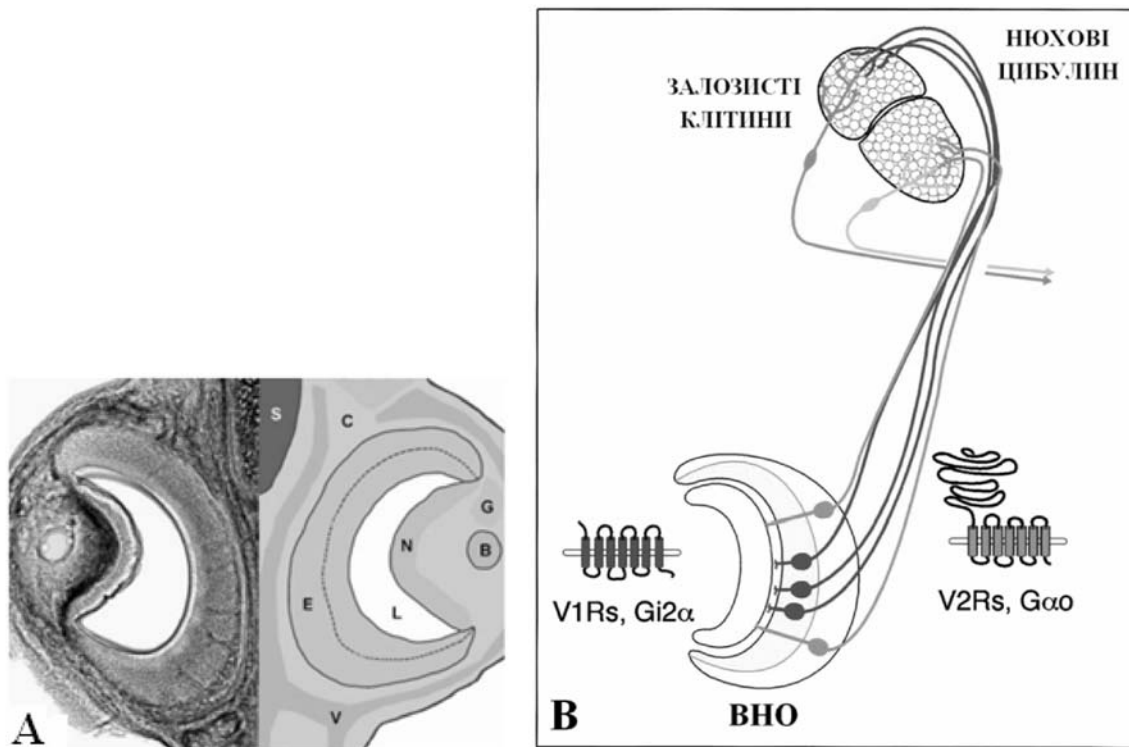 S
C
G
N
B
E
L
V
A
НЮХОВІ
ЦИБУЛИН
ЗАЛОЗИСТІ
КЛІТИНИ
V1Rs, Gi2α
V2Rs, Gαo
ВНО
B